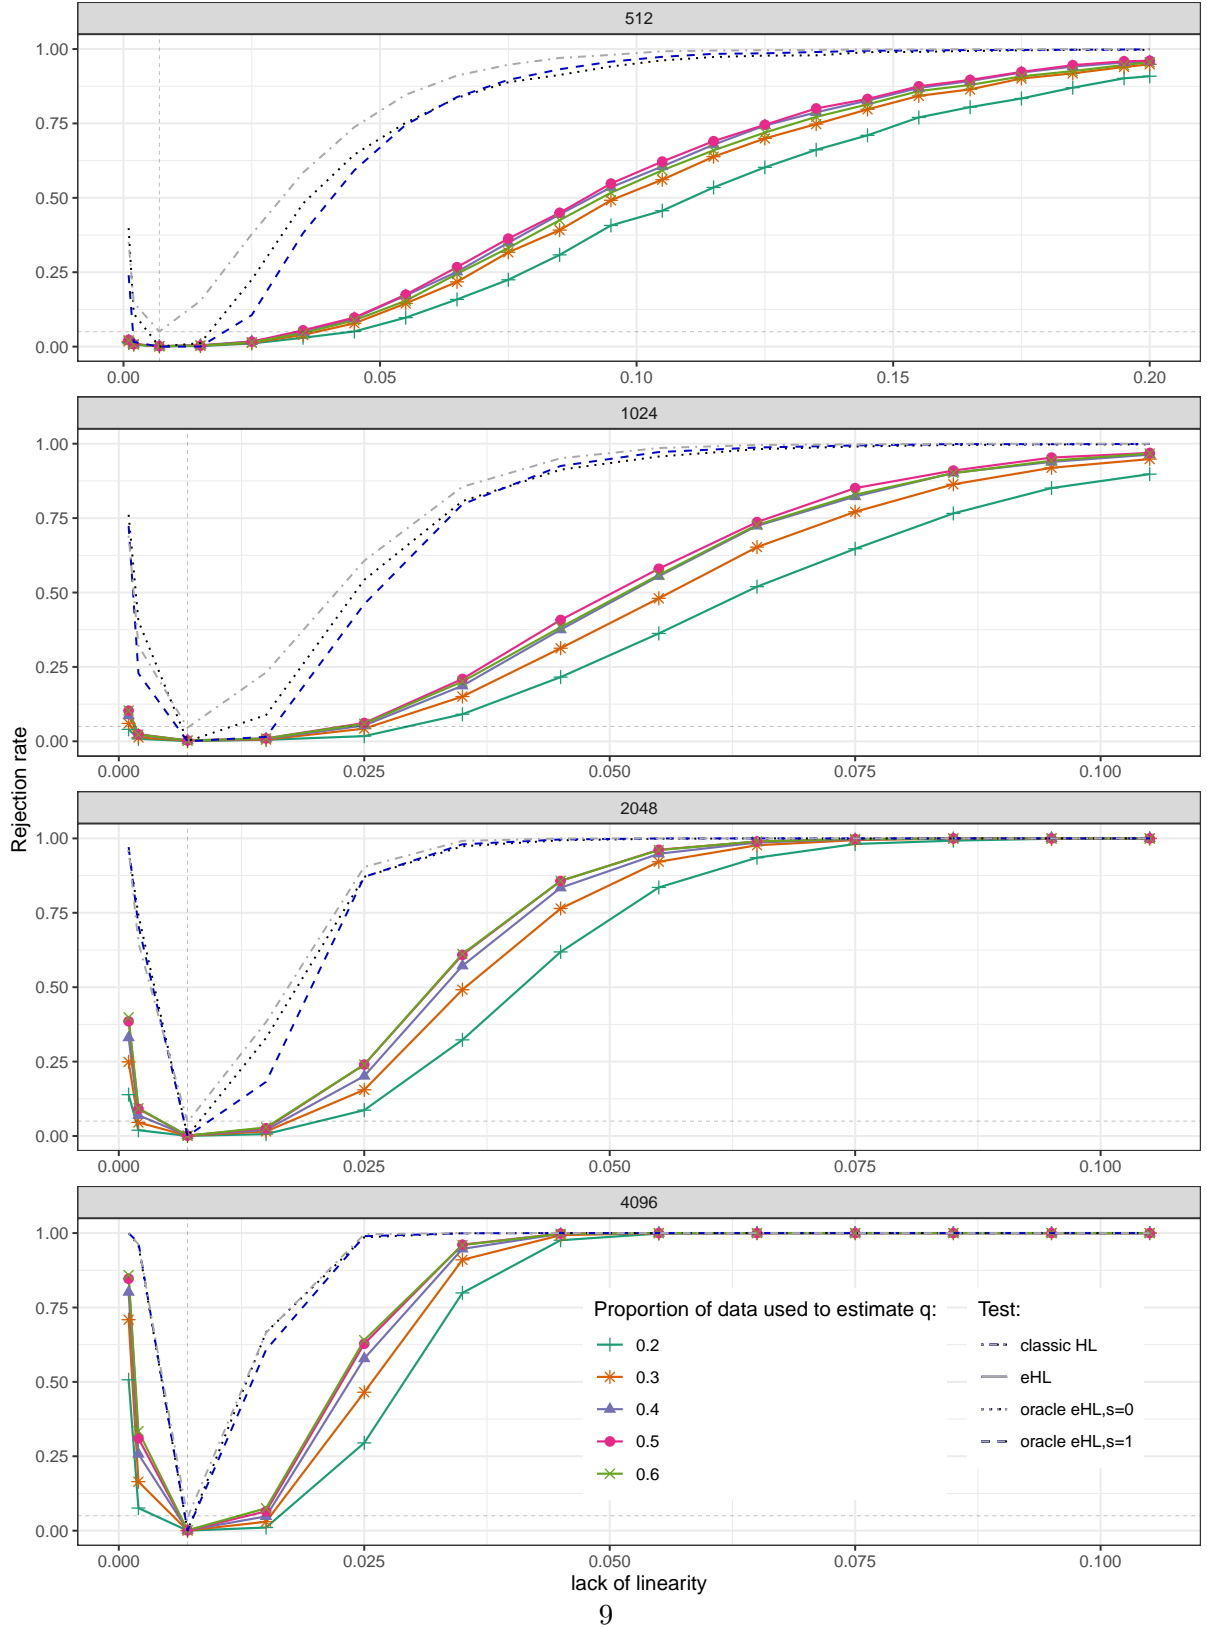 512
1.00
0.75
0.50
0.25
0.00
0.00 0.05 0.10 0.15 0.20
1024
1.00
0.75
0.50
0.25
0.00
0.000 0.025 0.050 0.075 0.100
Rejection rate
2048
1.00
0.75
0.50
0.25
0.00
0.000 0.025 0.050 0.075 0.100
4096
1.00
0.75
0.50
0.25
0.00
Proportion of data used to estimate q:
0.2
0.3
0.4
0.5
0.6
Test:
classic HL
eHL
oracle eHL,s=0
oracle eHL,s=1
0.000 0.025 0.050 0.075 0.100
lack of linearity
9